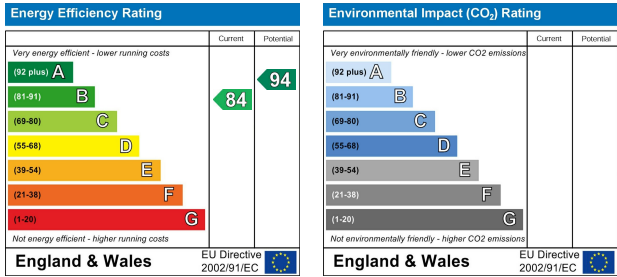 Energy Efficiency Rating
Current Potential
Very energy efficient - lower running costs
(92 plus) A
(81-91) B
(69-80) C
(55-68) D
(39-54) E
(21-38) F
(1-20) G
84
94
Not energy efficient - higher running costs
England & Wales
EU Directive
2002/91/EC
Environmental Impact (CO2) Rating
Current Potential
Very environmentally friendly - lower CO2 emissions
(92 plus) A
(81-91) B
(69-80) C
(55-68) D
(39-54) E
(21-38) F
(1-20) G
Not environmentally friendly - higher CO2 emissions
England & Wales
EU Directive
2002/91/EC